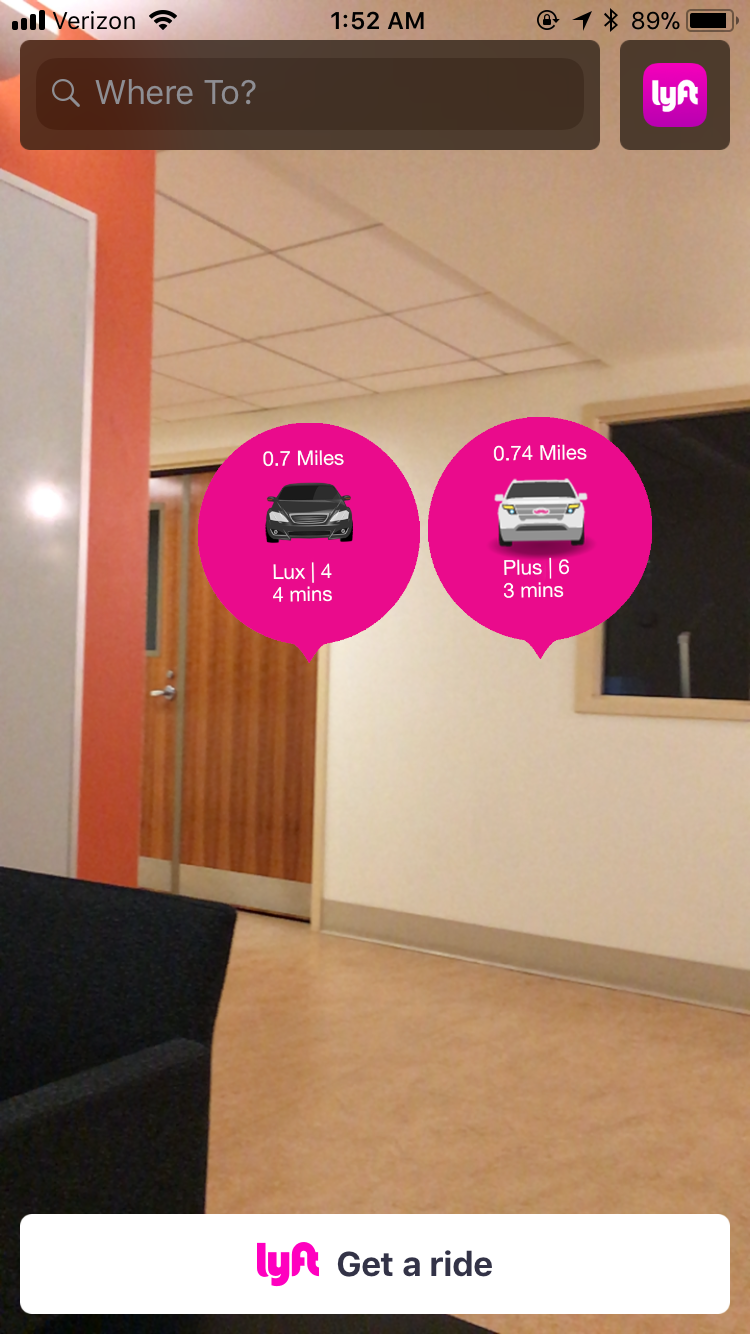 Verizon 1:52 AM 89%
Where To?
lyft
0.7 Miles
Lux | 4
4 mins
0.74 Miles
Plus | 6
3 mins
lyft Get a ride